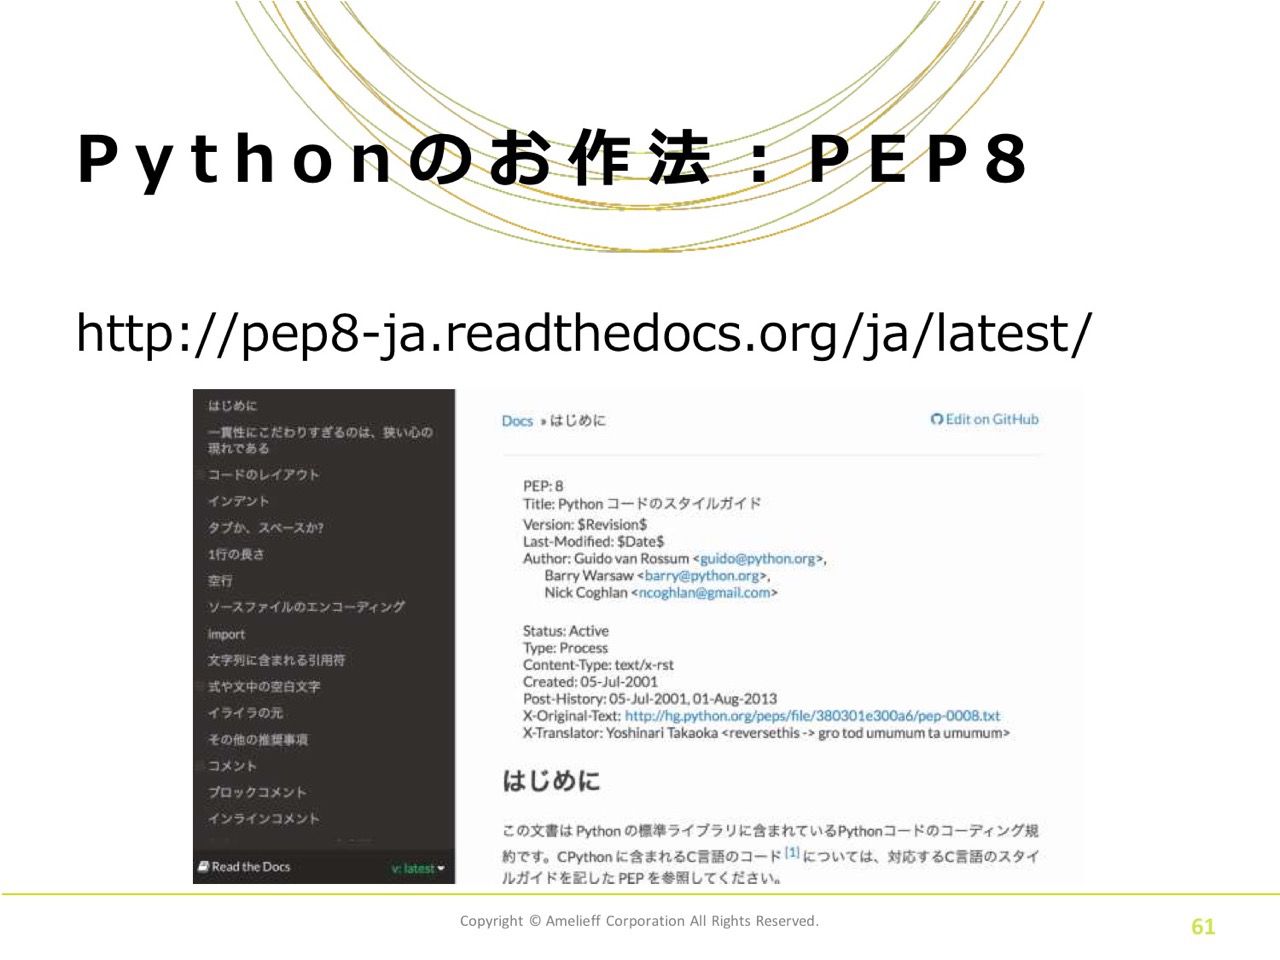 Pythonのお作法：PEP8
http://pep8-ja.readthedocs.org/ja/latest/
はじめに
一貫性にこだわりすぎるのは、狭い心の
現れである
コードのレイアウト
インデント
タブか、スペースか?
1行の長さ
空行
ソースファイルのエンコーディング
import
文字列に含まれる引用符
式や文中の空白文字
イライラの元
その他の推奨事項
コメント
ブロックコメント
インラインコメント
Read the Docs
v: latest
Docs » はじめに
Edit on GitHub
PEP: 8
Title: Python コードのスタイルガイド
Version: $Revision$
Last-Modified: $Date$
Author: Guido van Rossum <guido@python.org>,
Barry Warsaw <barry@python.org>,
Nick Coghlan <ncoghlan@gmail.com>
Status: Active
Type: Process
Content-Type: text/x-rst
Created: 05-Jul-2001
Post-History: 05-Jul-2001, 01-Aug-2013
X-Original-Text: http://hg.python.org/peps/file/380301e300a6/pep-0008.txt
X-Translator: Yoshinari Takaoka <reversethis -> gro tod umumum ta umumum>
はじめに
この文書は Python の標準ライブラリに含まれているPythonコードのコーディング規
約です。CPython に含まれるC言語のコード [1] については、対応するC言語のスタイ
ルガイドを記した PEP を参照してください。
Copyright © Amelieff Corporation All Rights Reserved.
61